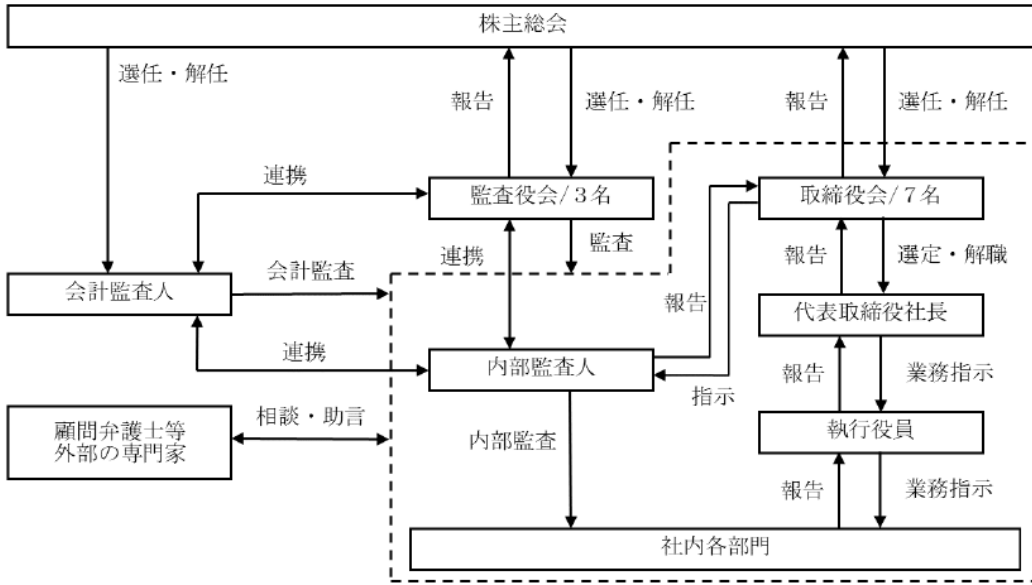 株主総会
選任・解任
報告
選任・解任
報告
選任・解任
連携
監査役会/3名
取締役会/7名
監査
連携
報告
選定・解職
会計監査人
会計監査
報告
代表取締役社長
連携
内部監査人
指示
報告
業務指示
顧問弁護士等
外部の専門家
相談・助言
内部監査
執行役員
報告
業務指示
社内各部門